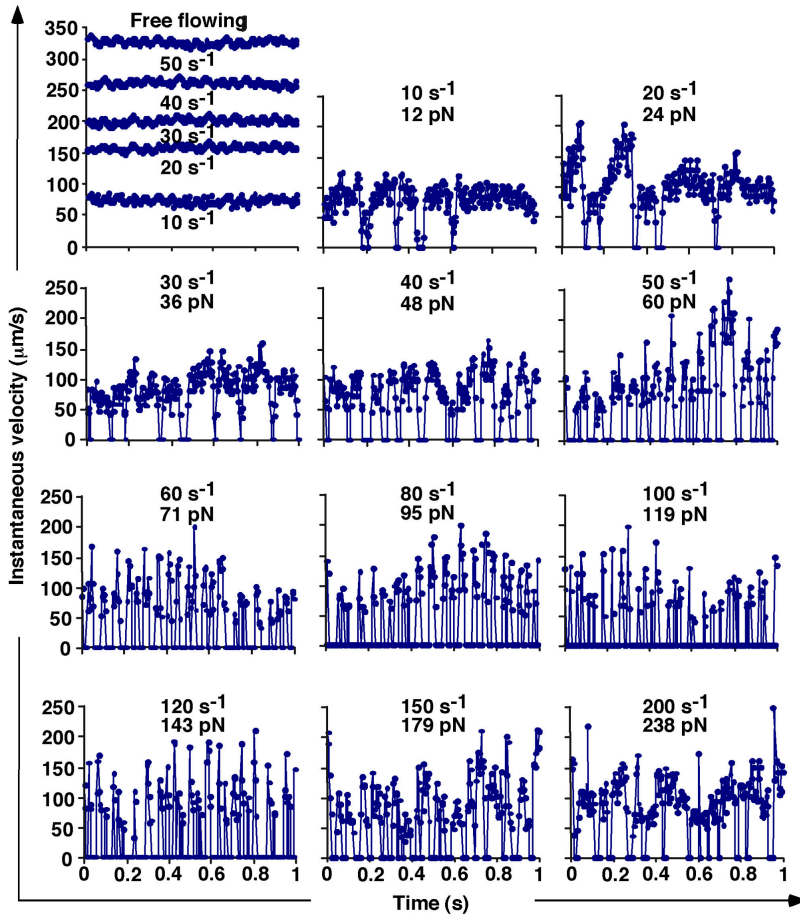 Free flowing
350
300
250
200
150
100
50
0
50 s-1
40 s-1
30 s-1
20 s-1
10 s-1
10 s-1
12 pN
20 s-1
24 pN
Instantaneous velocity (µm/s)
30 s-1
36 pN
40 s-1
48 pN
50 s-1
60 pN
250
200
150
100
50
0
60 s-1
71 pN
80 s-1
95 pN
100 s-1
119 pN
250
200
150
100
50
0
120 s-1
143 pN
150 s-1
179 pN
200 s-1
238 pN
250
200
150
100
50
0
0 0.2 0.4 0.6 0.8 1
0 0.2 0.4 0.6 0.8 1
0 0.2 0.4 0.6 0.8 1
Time (s)